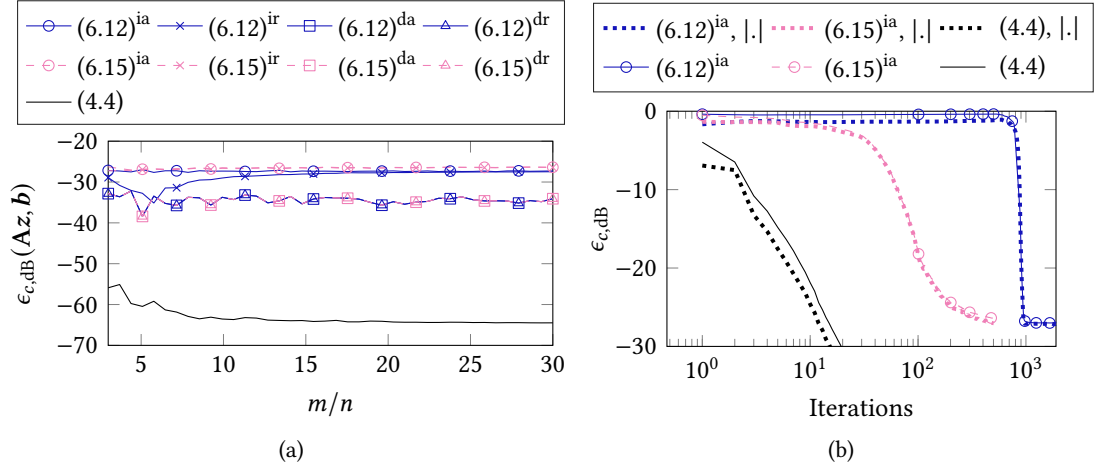 (6.12)^ia (6.12)^ir (6.12)^da (6.12)^dr
(6.15)^ia (6.15)^ir (6.15)^da (6.15)^dr
(4.4)
−20
−30
−40
−50
−60
−70
ϵ_c,dB(Az, b)
5 10 15 20 25 30
m/n
(a)
(6.12)^ia, |.| (6.15)^ia, |.| (4.4), |.|
(6.12)^ia (6.15)^ia (4.4)
0
−10
−20
−30
ϵ_c,dB
10^0 10^1 10^2 10^3
Iterations
(b)